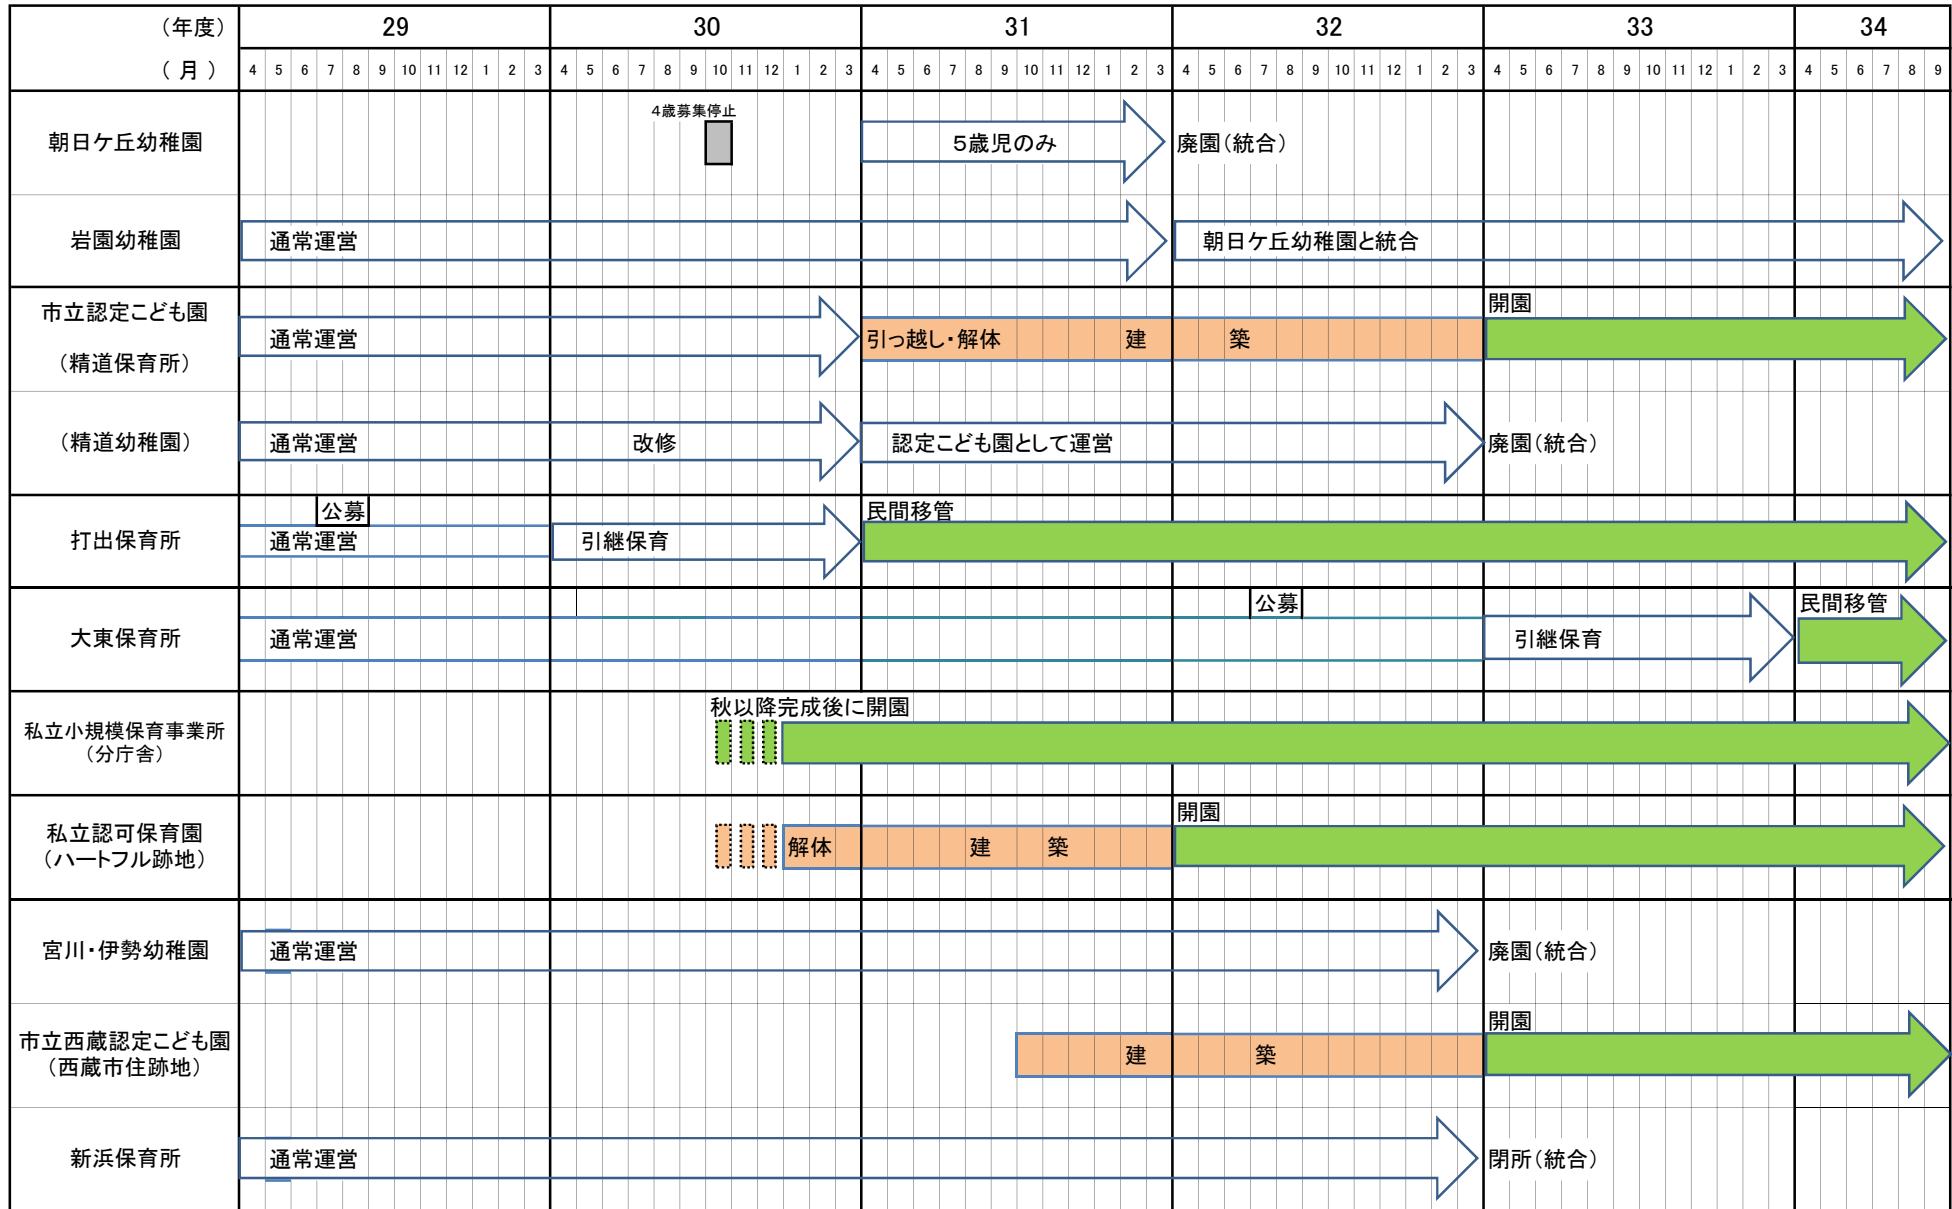 （年度） 29 30 31 32 33 34
（月） 4 5 6 7 8 9 10 11 12 1 2 3 4 5 6 7 8 9 10 11 12 1 2 3 4 5 6 7 8 9 10 11 12 1 2 3 4 5 6 7 8 9 10 11 12 1 2 3 4 5 6 7 8 9 10 11 12 1 2 3 4 5 6 7 8 9
4歳募集停止
朝日ケ丘幼稚園 5歳児のみ 廃園（統合）
岩園幼稚園 通常運営 朝日ケ丘幼稚園と統合
開園
市立認定こども園
通常運営 引っ越し・解体 建 築
（精道保育所）
（精道幼稚園） 通常運営 改修 認定こども園として運営 廃園（統合）
公募 民間移管
打出保育所 通常運営 引継保育
公募 民間移管
大東保育所 通常運営 引継保育
秋以降完成後に開園
私立小規模保育事業所
（分庁舎）
開園
私立認可保育園
解体 建 築
（ハートフル跡地）
宮川・伊勢幼稚園 通常運営 廃園（統合）
開園
市立西蔵認定こども園
建 築
（西蔵市住跡地）
新浜保育所 通常運営 閉所（統合）